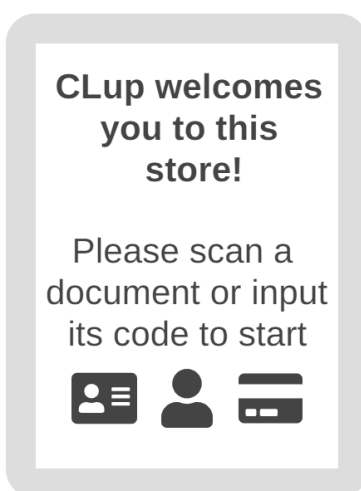 CLup welcomes
you to this
store!
Please scan a
document or input
its code to start